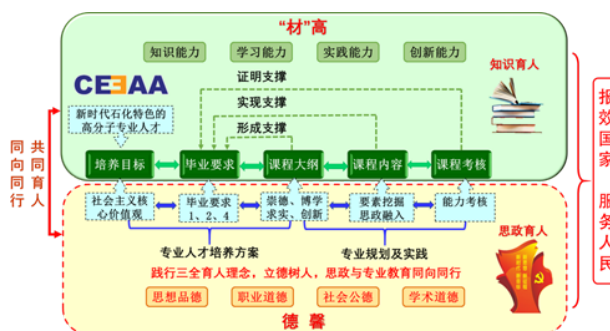 “材”高
知识能力
学习能力
实践能力
创新能力
CEEAA
证明支撑
知识育人
实现支撑
新时代石化特色的
高分子专业人才
形成支撑
培养目标
毕业要求
课程大纲
课程内容
课程考核
共同育人
同向同行
报效国家
服务人民
社会主义核
心价值观
毕业要求
1、2、4
崇德、博学
求实、创新
要素挖掘
思政融入
能力考核
专业人才培养方案
专业规划及实践
思政育人
践行三全育人理念，立德树人，思政与专业教育同向同行
思想品德
职业道德
社会公德
学术道德
德 馨